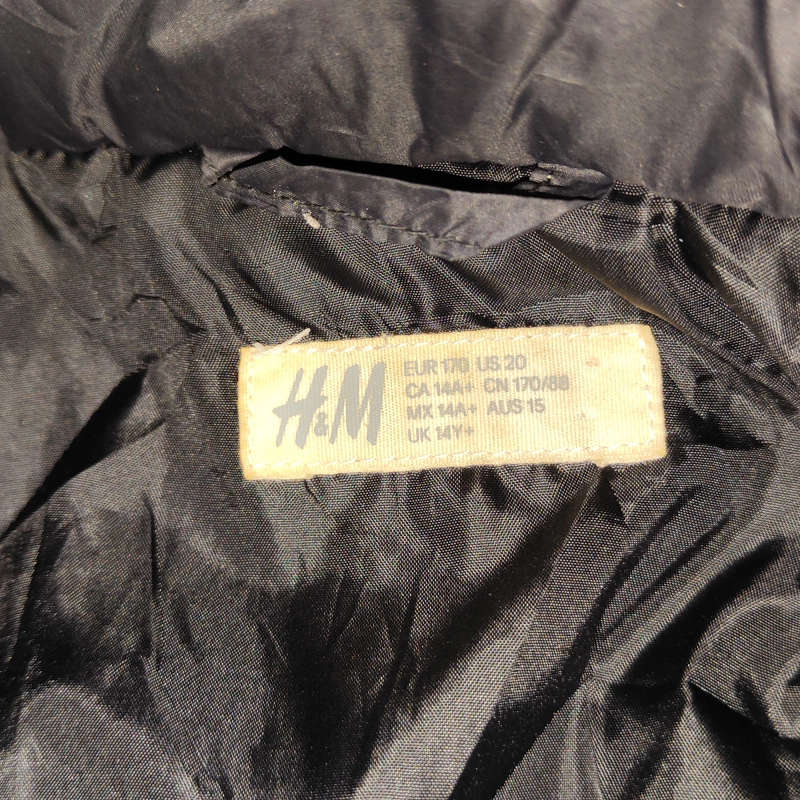 H&M
EUR 170 US 20
CA 14A+ CN 170/88
MX 14A+ AUS 15
UK 14Y+